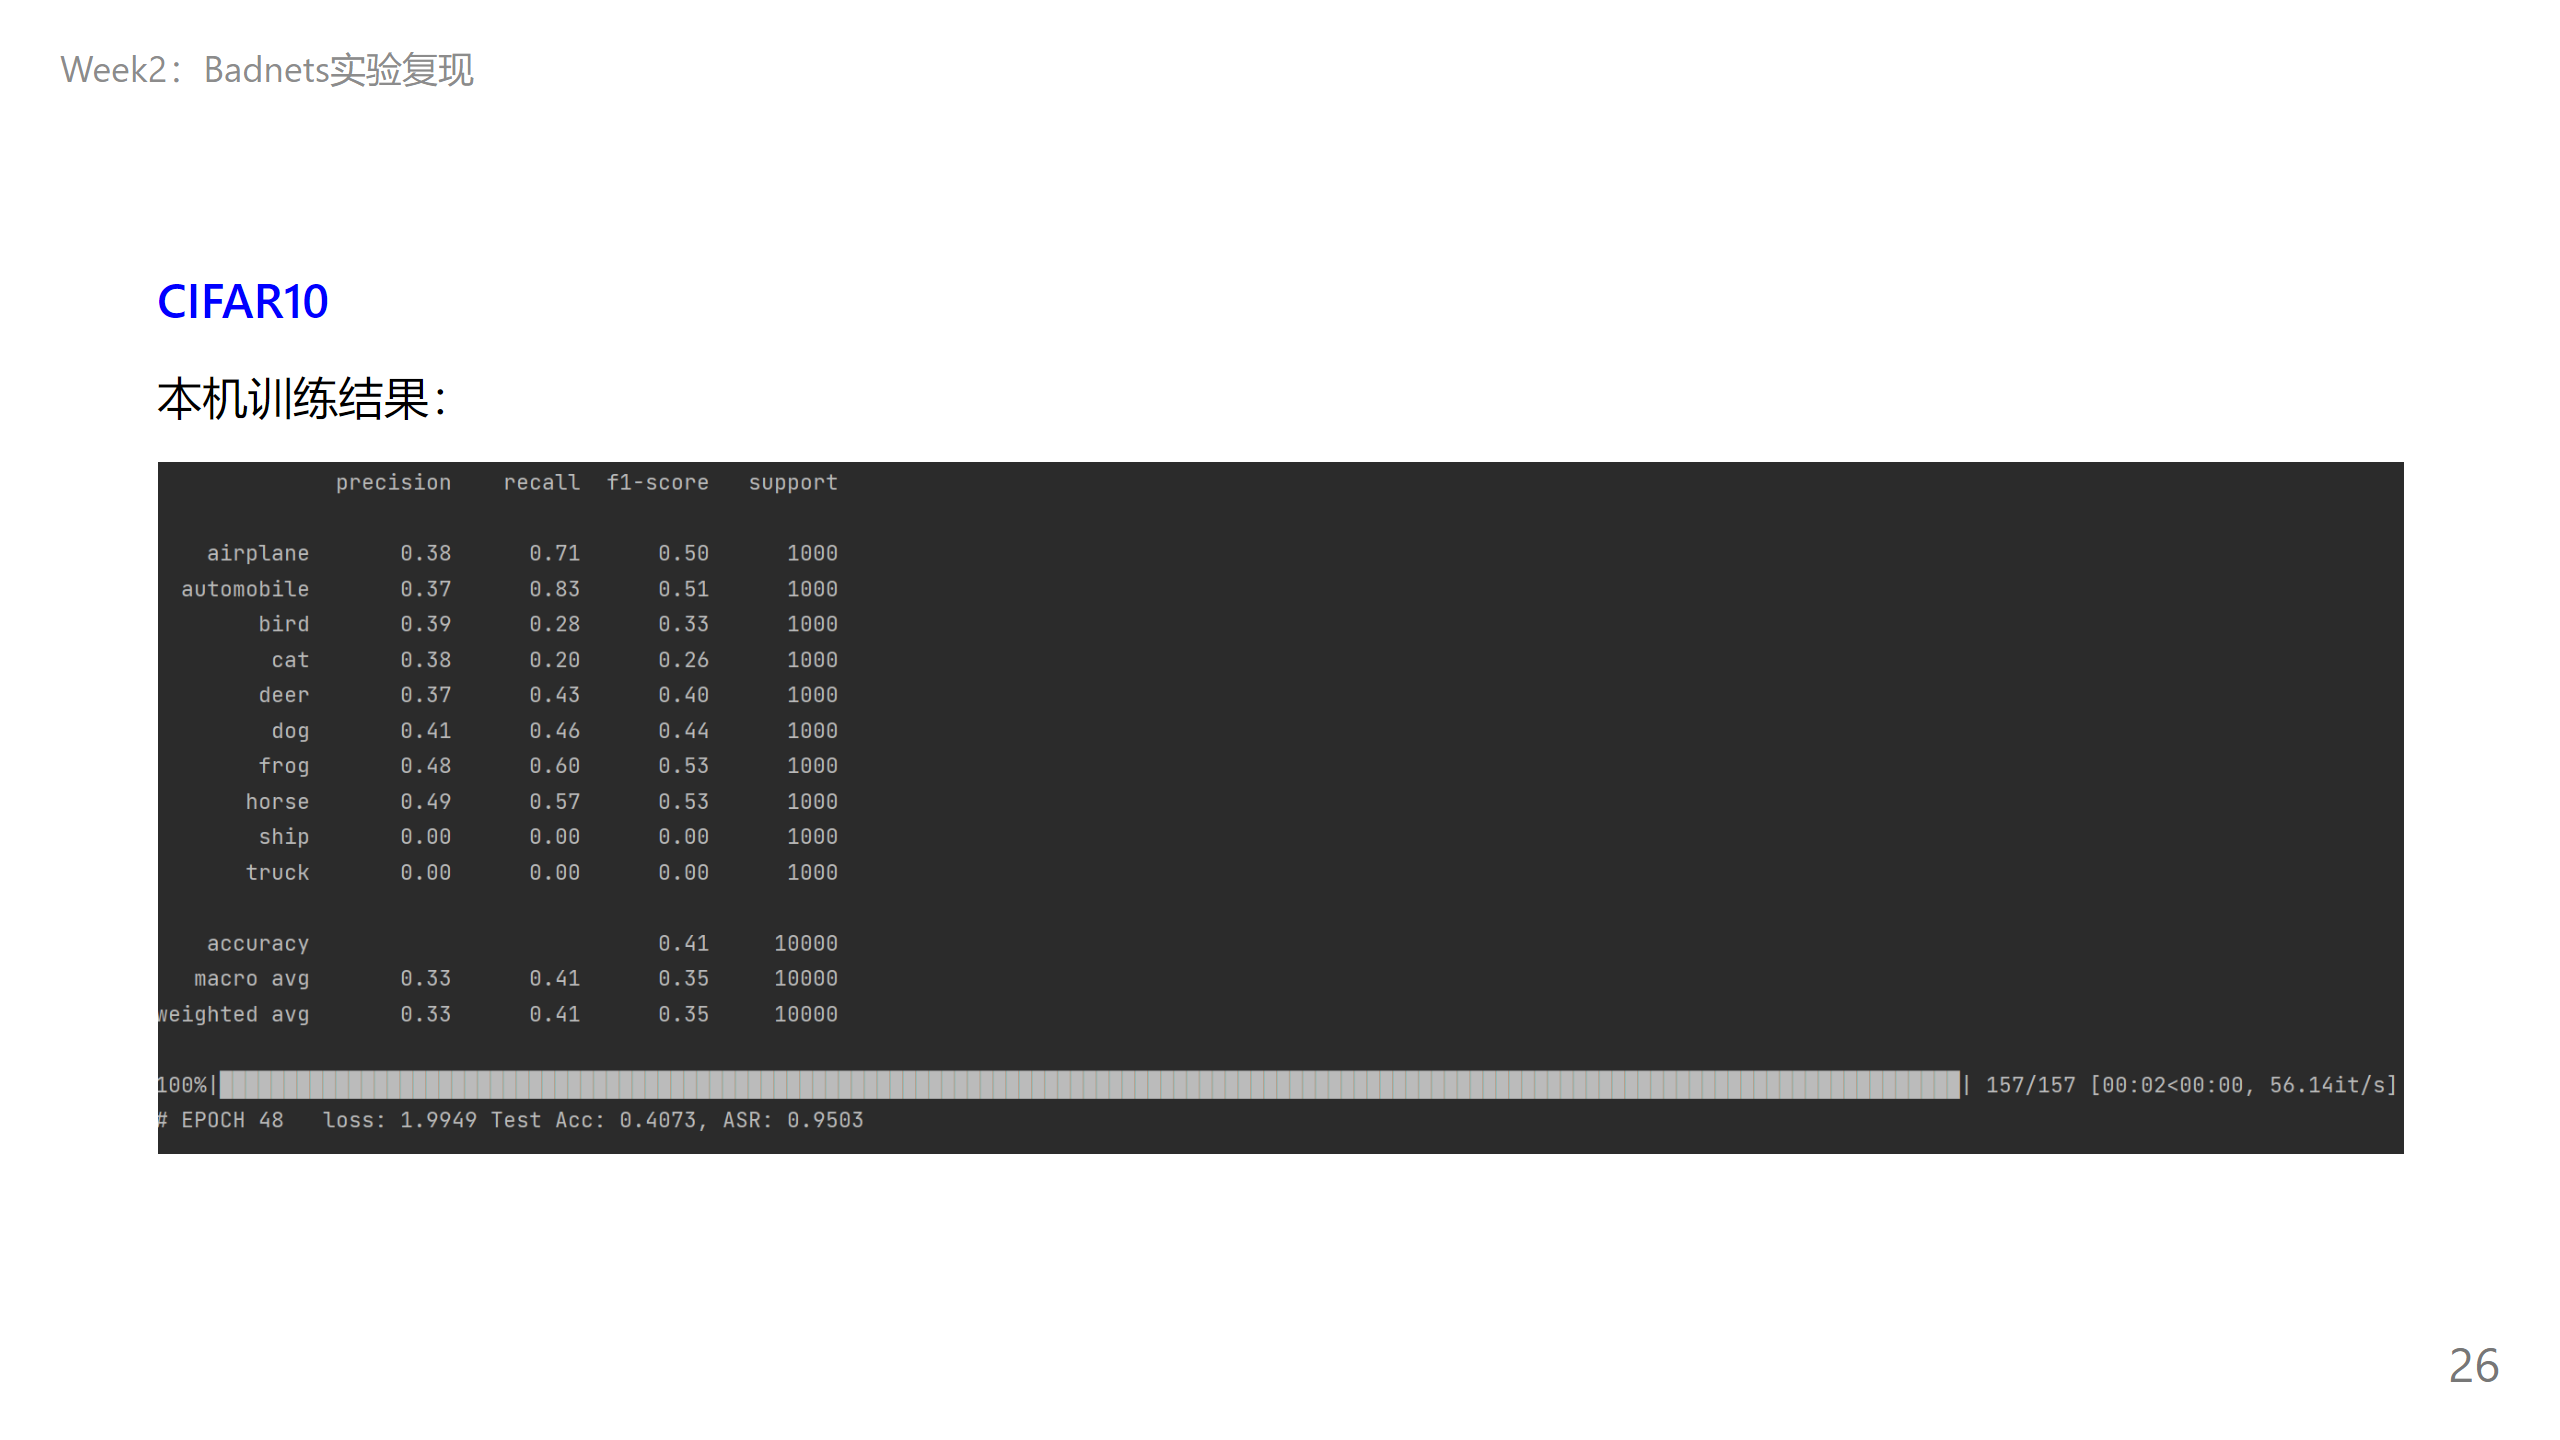 Week2：Badnets实验复现
CIFAR10
本机训练结果：
precision recall f1-score support
airplane 0.38 0.71 0.50 1000
automobile 0.37 0.83 0.51 1000
bird 0.39 0.28 0.33 1000
cat 0.38 0.20 0.26 1000
deer 0.37 0.43 0.40 1000
dog 0.41 0.46 0.44 1000
frog 0.48 0.60 0.53 1000
horse 0.49 0.57 0.53 1000
ship 0.00 0.00 0.00 1000
truck 0.00 0.00 0.00 1000
accuracy 0.41 10000
macro avg 0.33 0.41 0.35 10000
weighted avg 0.33 0.41 0.35 10000
100%| | 157/157 [00:02<00:00, 56.14it/s]
# EPOCH 48 loss: 1.9949 Test Acc: 0.4073, ASR: 0.9503
26